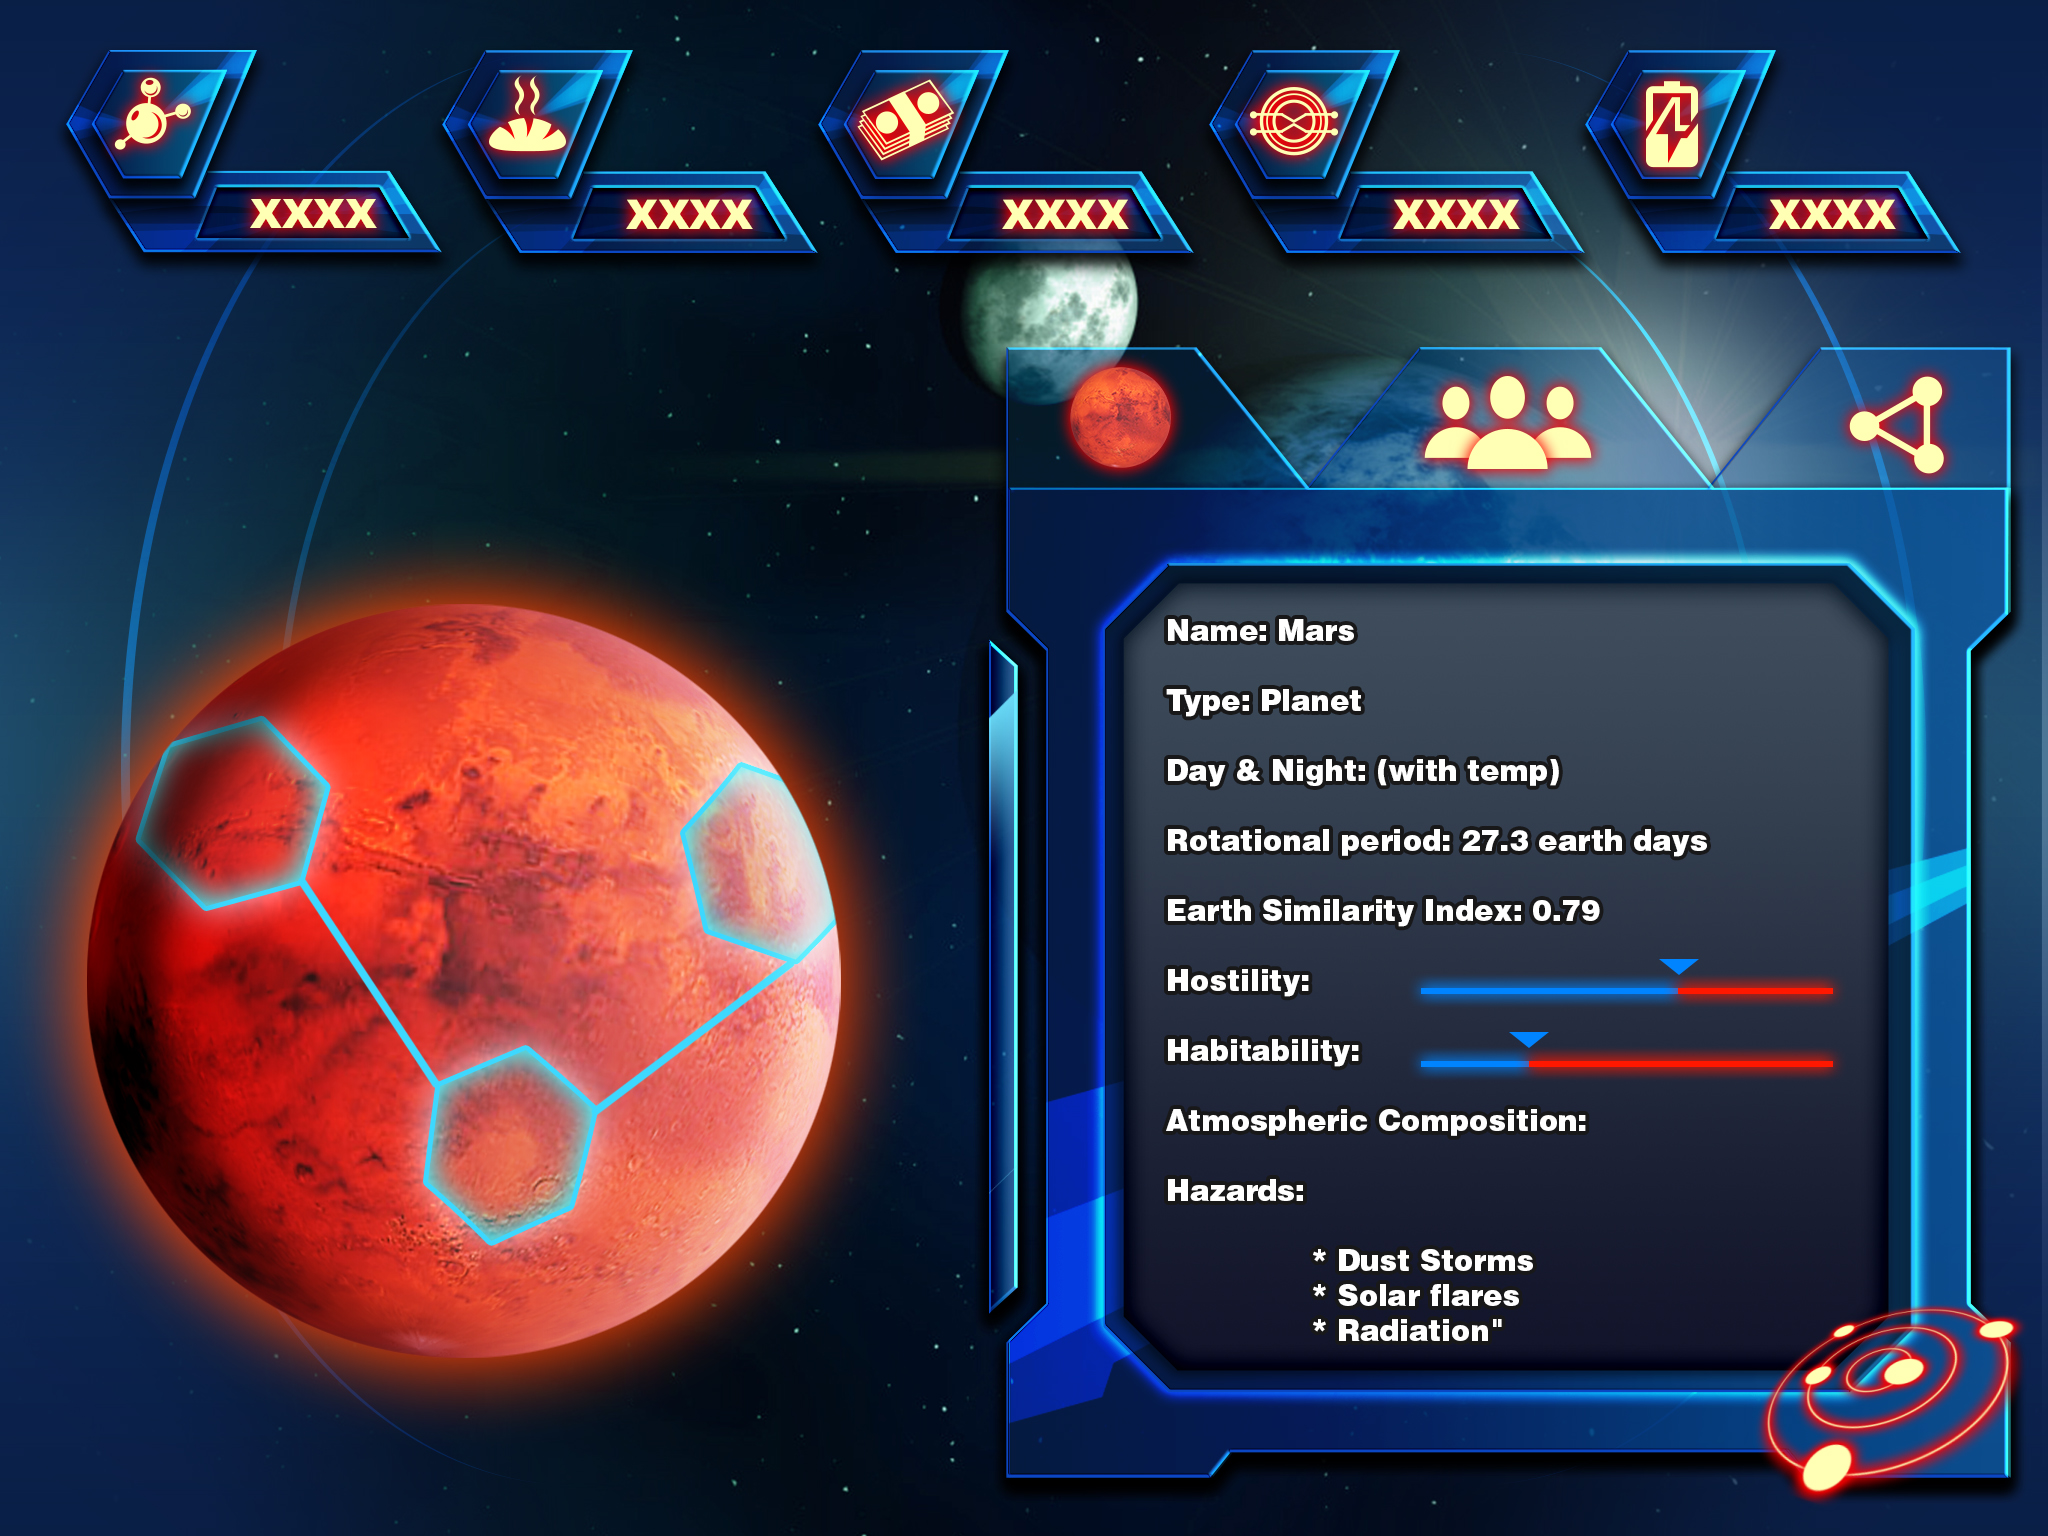 XXXX XXXX XXXX XXXX XXXX
Name: Mars
Type: Planet
Day & Night: (with temp)
Rotational period: 27.3 earth days
Earth Similarity Index: 0.79
Hostility:
Habitability:
Atmospheric Composition:
Hazards:
* Dust Storms
* Solar flares
* Radiation"